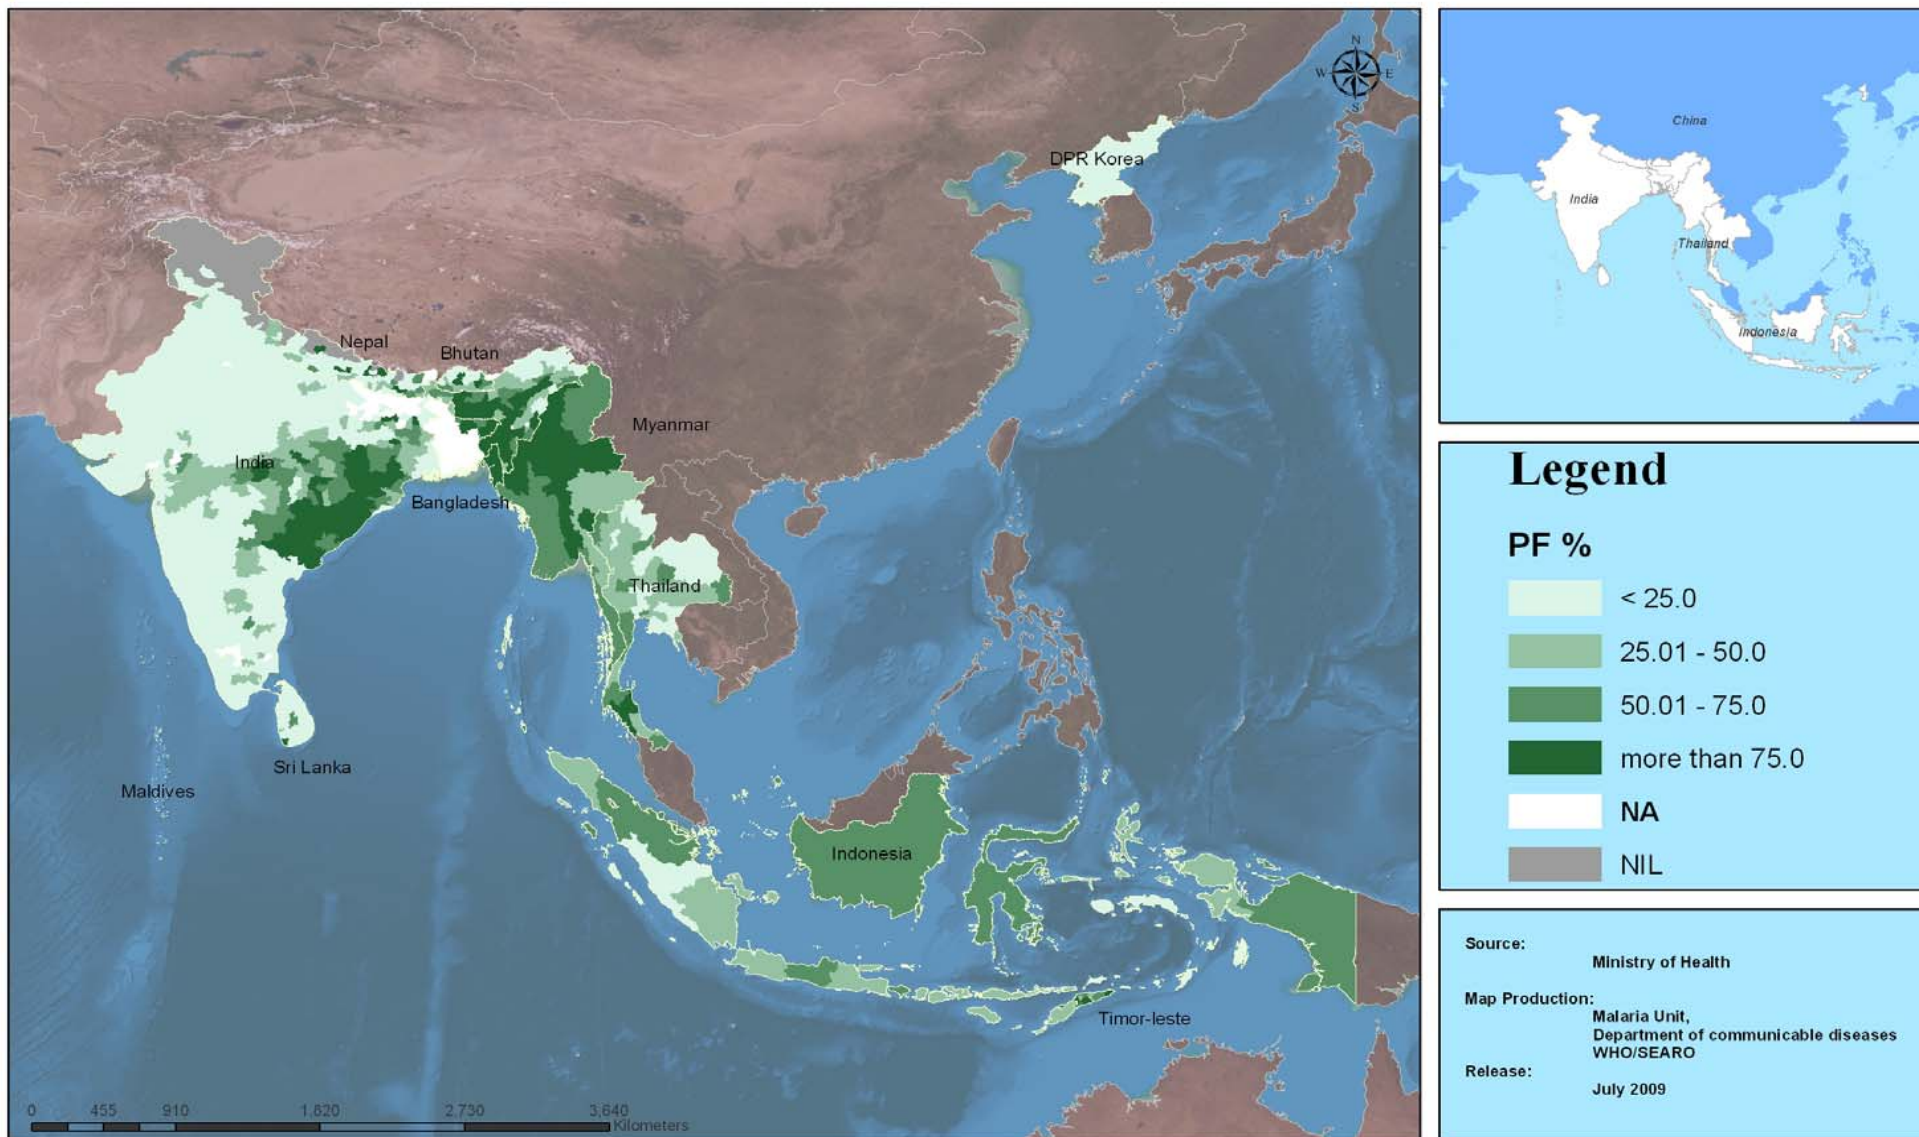 N
W E
S
DPR Korea
Nepal
Bhutan
Myanmar
India
Bangladesh
Thailand
Sri Lanka
Maldives
Indonesia
Timor-leste
0 455 910 1,820 2,730 3,640
Kilometers
China
India
Thailand
Indonesia
Legend
PF %
< 25.0
25.01 - 50.0
50.01 - 75.0
more than 75.0
NA
NIL
Source:
Ministry of Health
Map Production:
Malaria Unit,
Department of communicable diseases
WHO/SEARO
Release:
July 2009